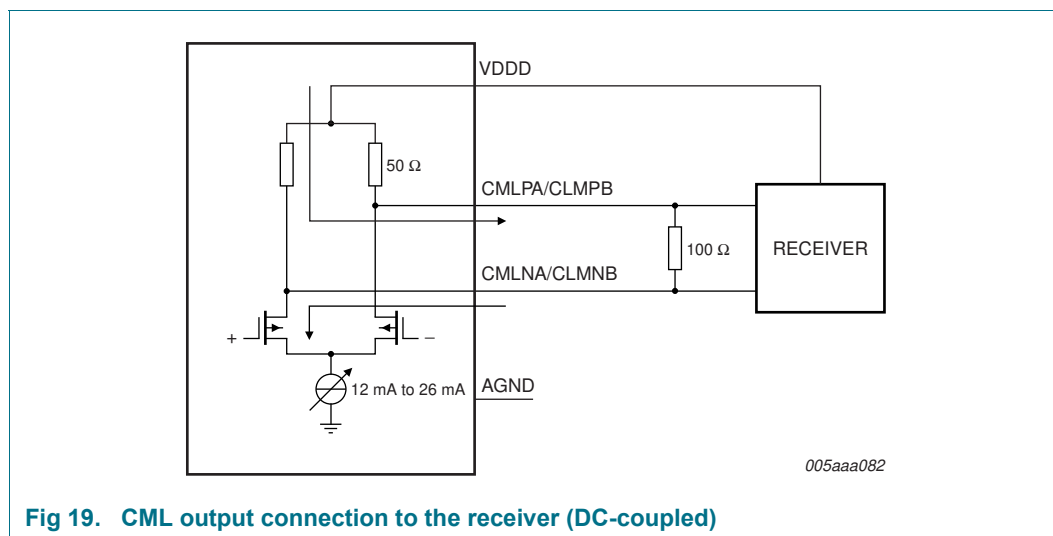 VDDD
50 Ω
CMLPA/CLMPB
100 Ω
RECEIVER
CMLNA/CLMNB
+
−
12 mA to 26 mA
AGND
005aaa082
Fig 19. CML output connection to the receiver (DC-coupled)